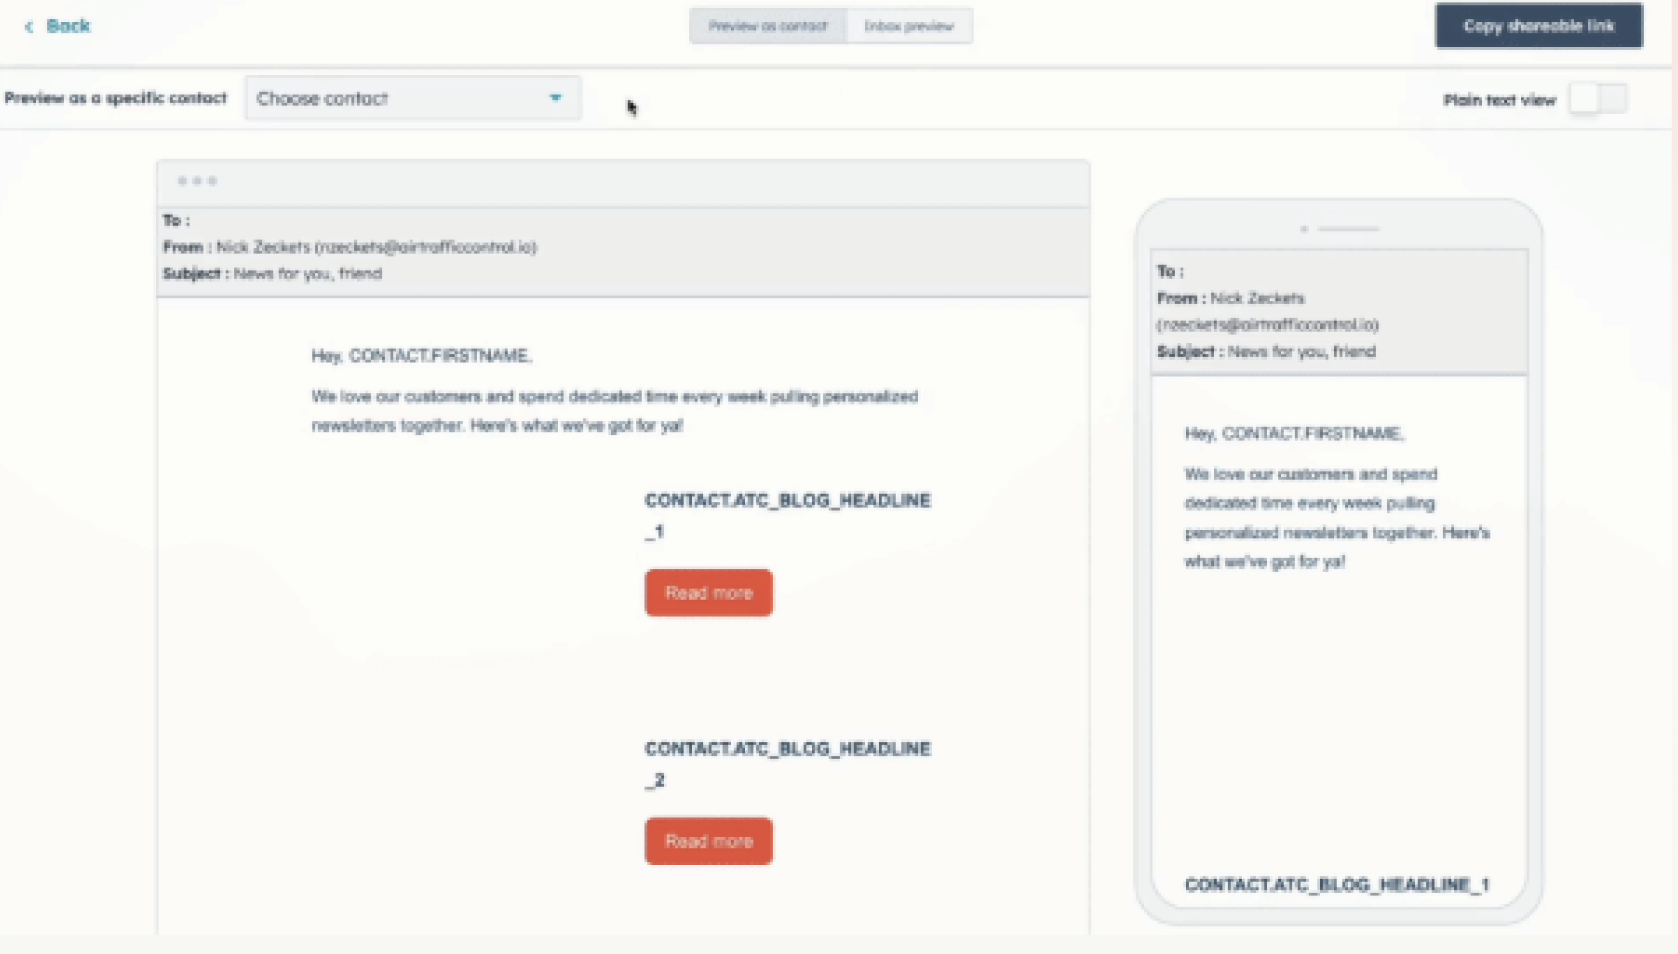 Back
Preview as contact
Inbox preview
Copy shareable link
Preview as a specific contact
Choose contact
Plain text view
To :
From : Nick Zeckets (nzeckets@airtrafficcontrol.io)
Subject : News for you, friend
Hey, CONTACT.FIRSTNAME,
We love our customers and spend dedicated time every week pulling personalized
newsletters together. Here's what we've got for ya!
CONTACT.ATC_BLOG_HEADLINE
_1
Read more
CONTACT.ATC_BLOG_HEADLINE
_2
Read more
To :
From : Nick Zeckets
(nzeckets@airtrafficcontrol.io)
Subject : News for you, friend
Hey, CONTACT.FIRSTNAME,
We love our customers and spend
dedicated time every week pulling
personalized newsletters together. Here's
what we've got for ya!
CONTACT.ATC_BLOG_HEADLINE_1